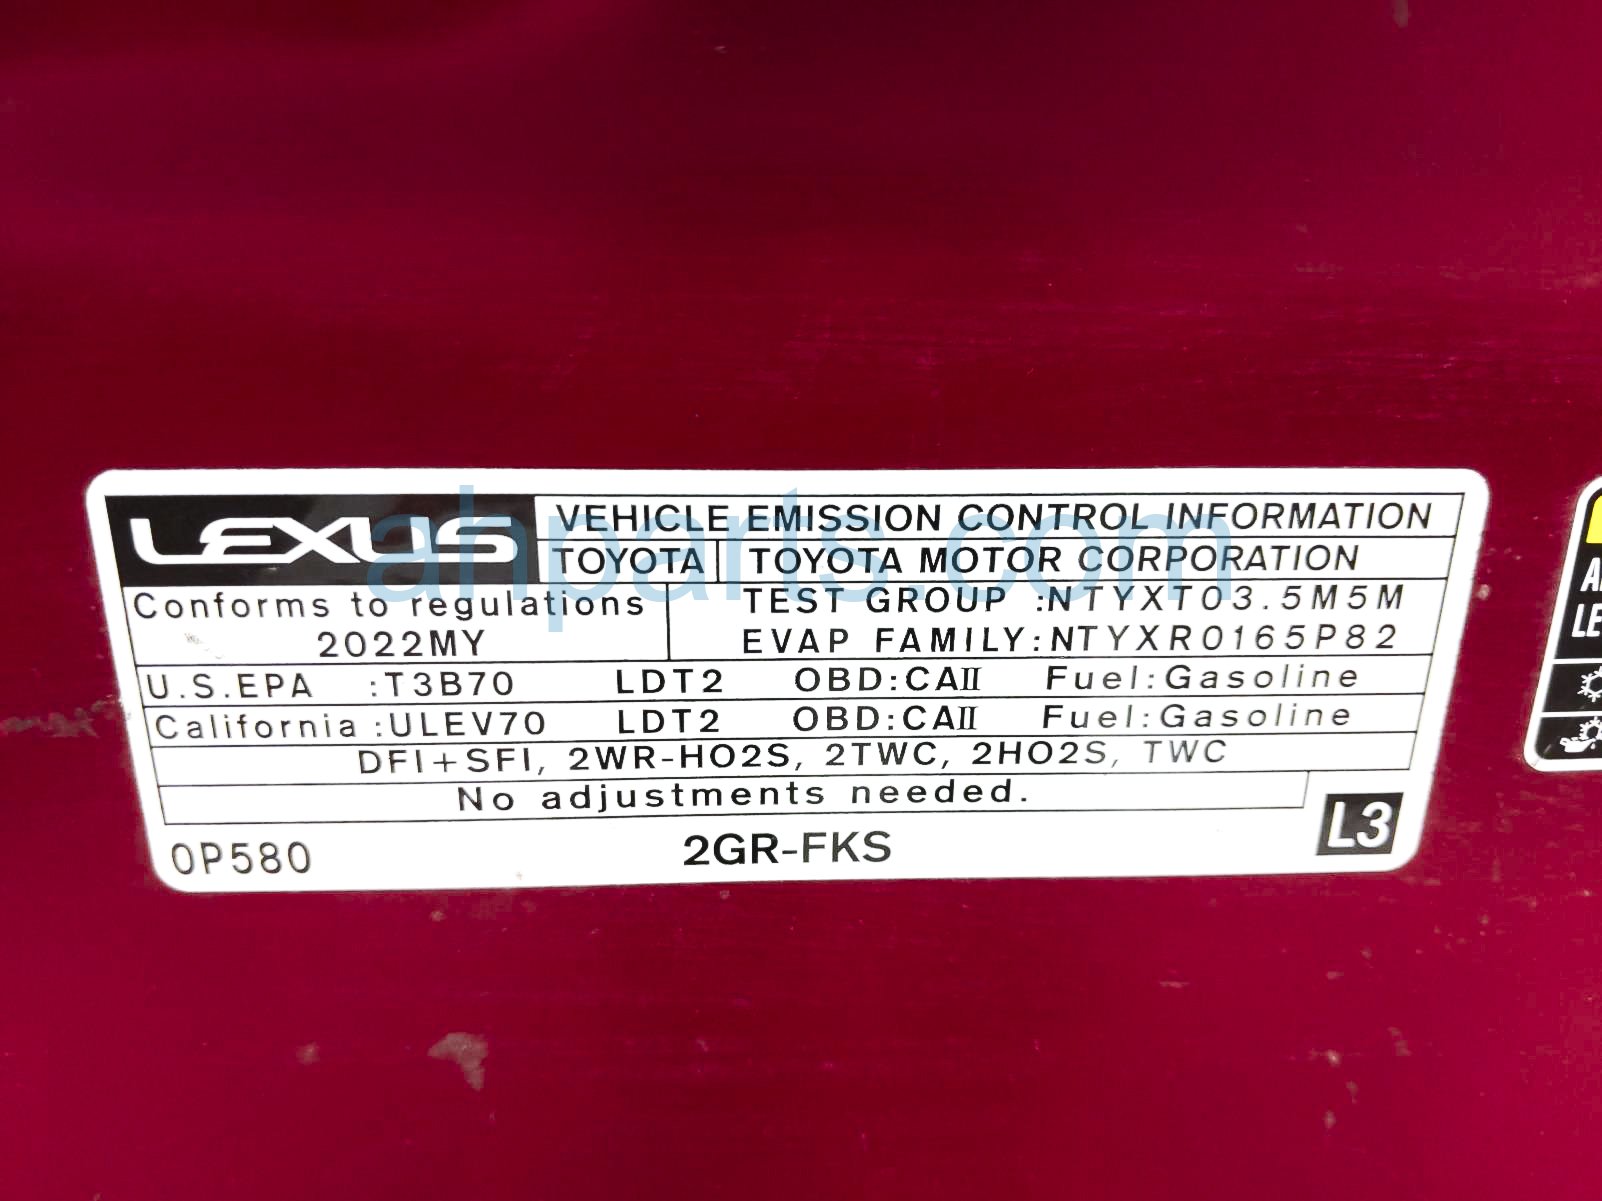 LEXUS
VEHICLE EMISSION CONTROL INFORMATION
TOYOTA TOYOTA MOTOR CORPORATION
Conforms to regulations
2022MY
TEST GROUP :NTYXT03.5M5M
EVAP FAMILY:NTYXR0165P82
U.S.EPA :T3B70 LDT2 OBD:CAII Fuel:Gasoline
California :ULEV70 LDT2 OBD:CAII Fuel:Gasoline
DFI+SFI, 2WR-HO2S, 2TWC, 2HO2S, TWC
No adjustments needed.
0P580 2GR-FKS L3
ahparts.com